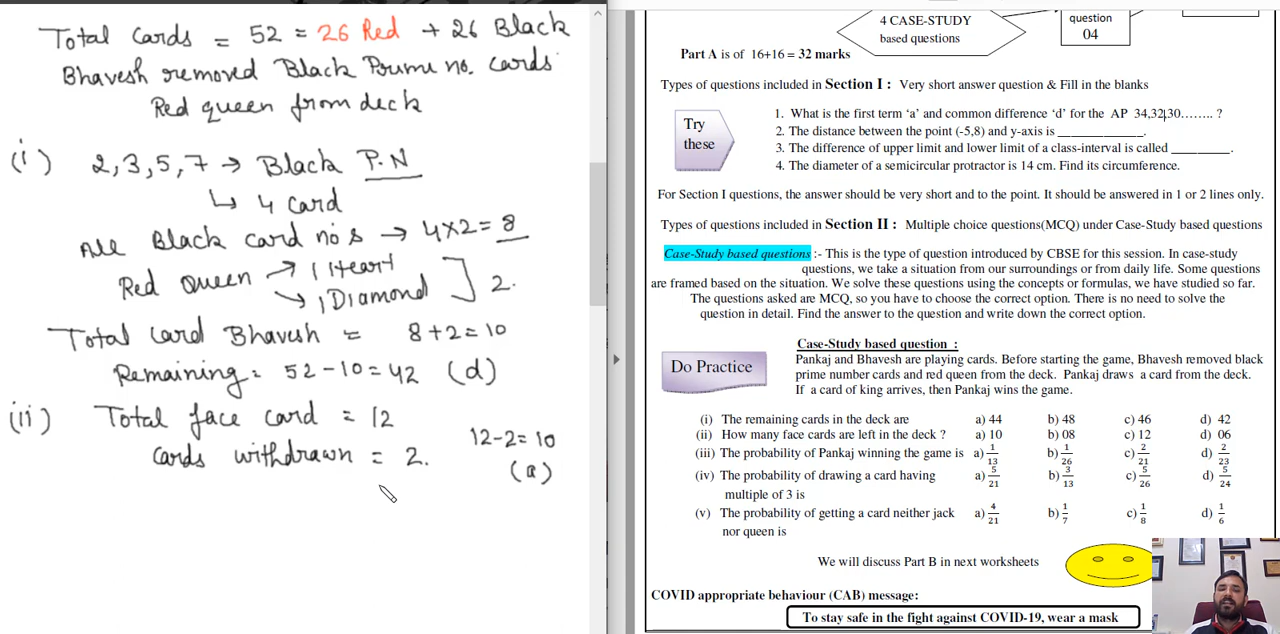 Total Cards = 52 = 26 Red + 26 Black
Bhavesh removed Black Prime no. cards
Red queen from deck
(i) 2, 3, 5, 7 → Black P.N
↳ 4 card
All Black card no s → 4x2 = 8
Red Queen → 1 Heart
→ 1 Diamond ] 2.
Total Card Bhavesh = 8+2=10
Remaining = 52-10=42 (d)
(ii) Total face card = 12
Cards withdrawn = 2.
12-2=10
(a)
4 CASE-STUDY
based questions
question
04
Part A is of 16+16 = 32 marks
Types of questions included in Section I : Very short answer question & Fill in the blanks
Try
these
1. What is the first term ‘a’ and common difference ‘d’ for the AP 34,32,30…….. ?
2. The distance between the point (-5,8) and y-axis is ______________.
3. The difference of upper limit and lower limit of a class-interval is called _________.
4. The diameter of a semicircular protractor is 14 cm. Find its circumference.
For Section I questions, the answer should be very short and to the point. It should be answered in 1 or 2 lines only.
Types of questions included in Section II : Multiple choice questions(MCQ) under Case-Study based questions
Case-Study based questions :- This is the type of question introduced by CBSE for this session. In case-study
questions, we take a situation from our surroundings or from daily life. Some questions
are framed based on the situation. We solve these questions using the concepts or formulas, we have studied so far.
The questions asked are MCQ, so you have to choose the correct option. There is no need to solve the
question in detail. Find the answer to the question and write down the correct option.
Do Practice
Case-Study based question :
Pankaj and Bhavesh are playing cards. Before starting the game, Bhavesh removed black
prime number cards and red queen from the deck. Pankaj draws a card from the deck.
If a card of king arrives, then Pankaj wins the game.
(i) The remaining cards in the deck are a) 44 b) 48 c) 46 d) 42
(ii) How many face cards are left in the deck ? a) 10 b) 08 c) 12 d) 06
(iii) The probability of Pankaj winning the game is a) 1/13 b) 1/26 c) 2/21 d) 2/23
(iv) The probability of drawing a card having a) 5/21 b) 3/13 c) 5/26 d) 5/24
multiple of 3 is
(v) The probability of getting a card neither jack a) 4/21 b) 1/7 c) 1/8 d) 1/6
nor queen is
We will discuss Part B in next worksheets
COVID appropriate behaviour (CAB) message:
To stay safe in the fight against COVID-19, wear a mask